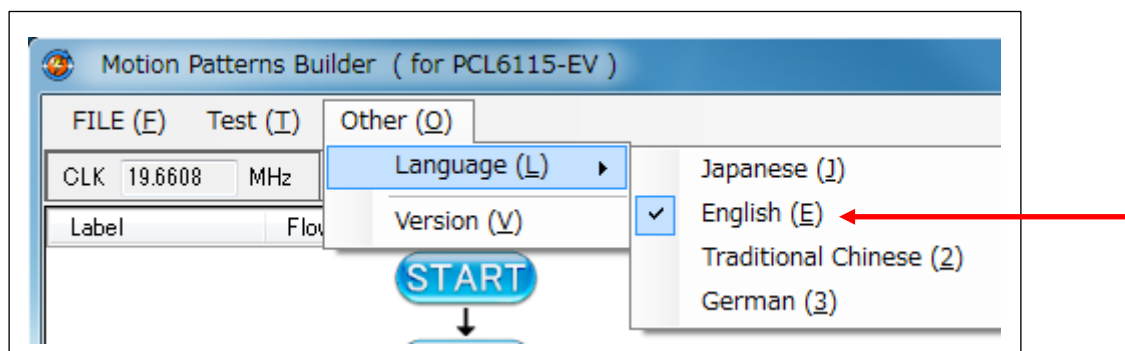 Motion Patterns Builder ( for PCL6115-EV )
FILE (F) Test (T) Other (O)
CLK 19.6608 MHz
Language (L)
Version (V)
Japanese (J)
English (E)
Traditional Chinese (2)
German (3)
Label
START